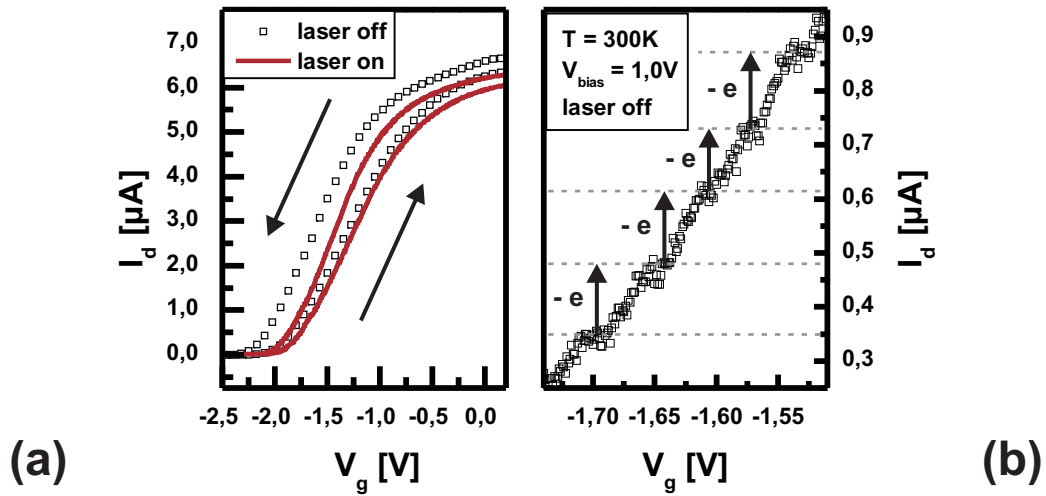 7,0
6,0
5,0
4,0
3,0
2,0
1,0
0,0
I_d [µA]
laser off
laser on
-2,5 -2,0 -1,5 -1,0 -0,5 0,0
V_g [V]
(a)
T = 300K
V_bias = 1,0V
laser off
- e
- e
- e
- e
0,9
0,8
0,7
0,6
0,5
0,4
0,3
I_d [µA]
-1,70 -1,65 -1,60 -1,55
V_g [V]
(b)